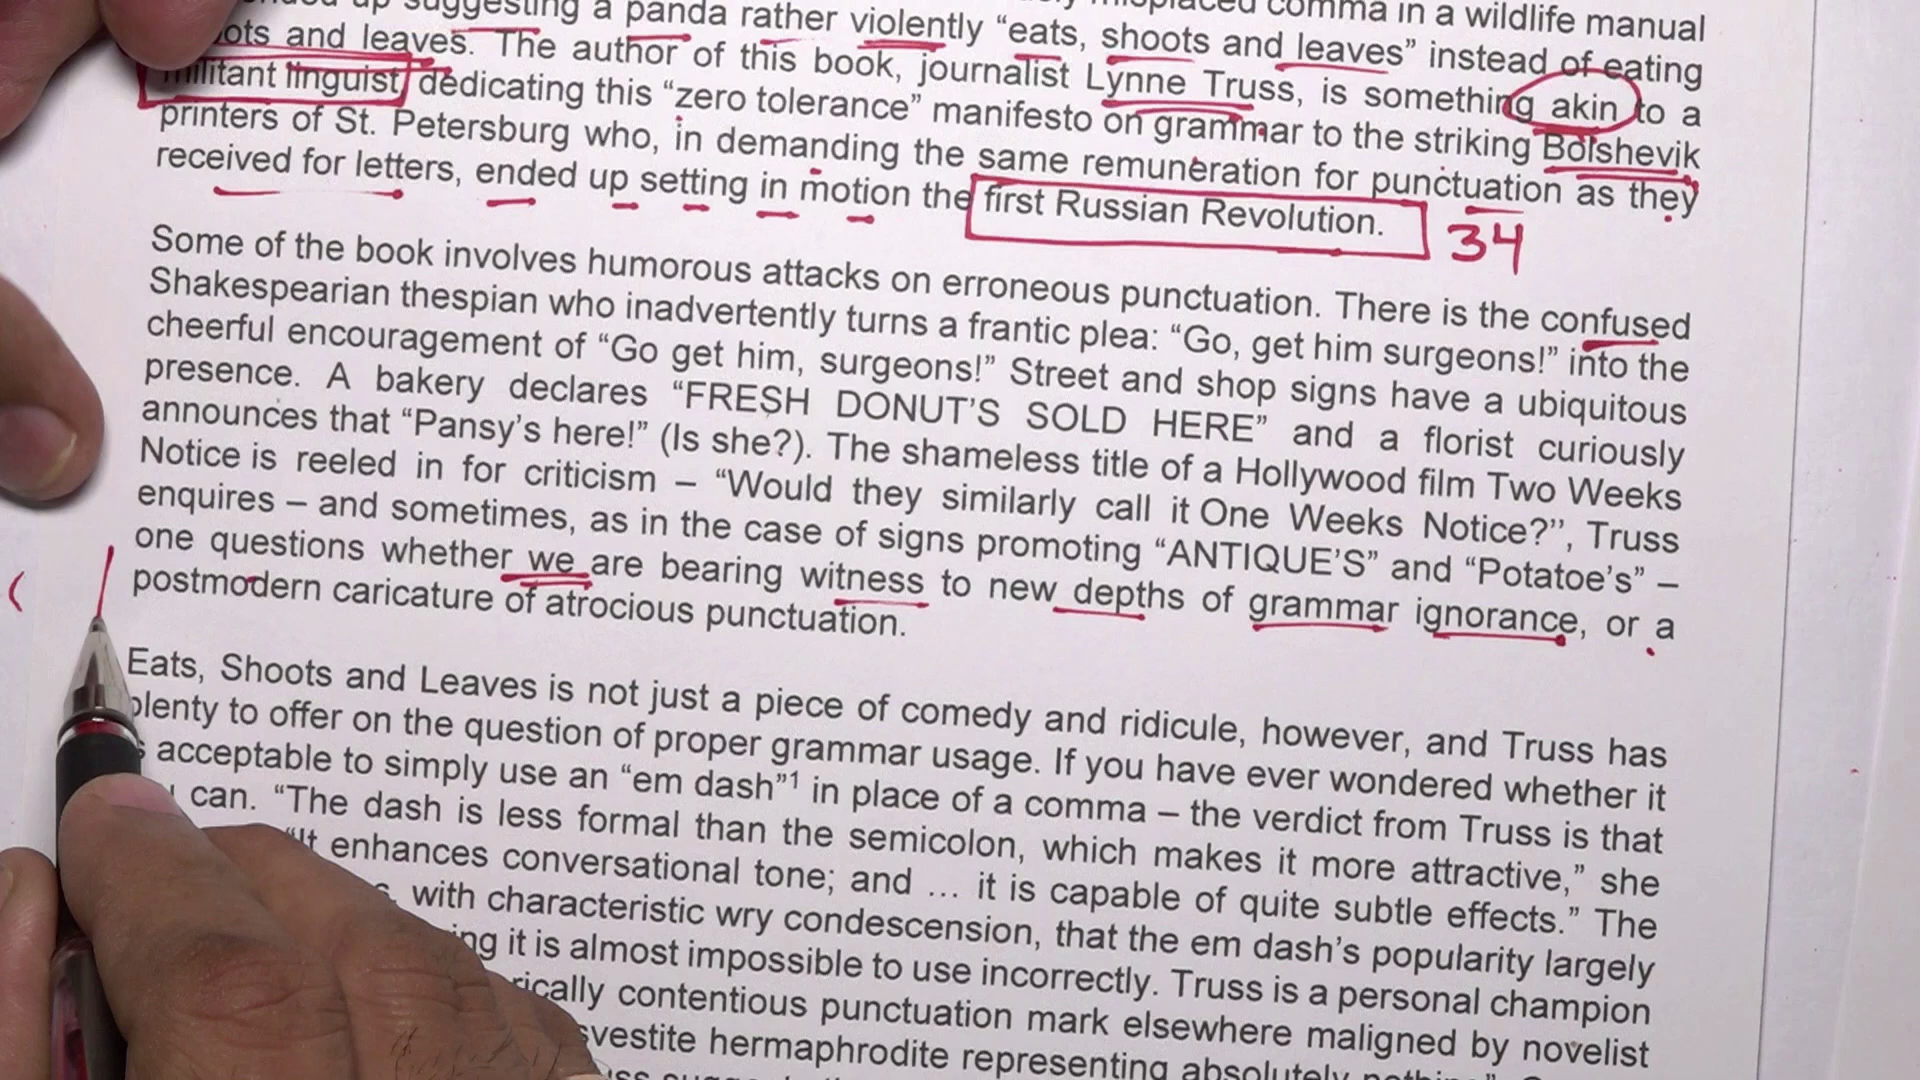 suggesting a panda rather violently “eats, shoots and leaves” instead of eating
misplaced comma in a wildlife manual
and leaves. The author of this book, journalist Lynne Truss, is something akin to a
militant linguist, dedicating this “zero tolerance” manifesto on grammar to the striking Bolshevik
printers of St. Petersburg who, in demanding the same remuneration for punctuation as they
received for letters, ended up setting in motion the first Russian Revolution.
34
Some of the book involves humorous attacks on erroneous punctuation. There is the confused
Shakespearian thespian who inadvertently turns a frantic plea: “Go, get him surgeons!” into the
cheerful encouragement of “Go get him, surgeons!” Street and shop signs have a ubiquitous
presence. A bakery declares “FRESH DONUT’S SOLD HERE” and a florist curiously
announces that “Pansy’s here!” (Is she?). The shameless title of a Hollywood film Two Weeks
Notice is reeled in for criticism – “Would they similarly call it One Weeks Notice?’’, Truss
enquires – and sometimes, as in the case of signs promoting “ANTIQUE’S” and “Potatoe’s” –
one questions whether we are bearing witness to new depths of grammar ignorance, or a
postmodern caricature of atrocious punctuation.
Eats, Shoots and Leaves is not just a piece of comedy and ridicule, however, and Truss has
plenty to offer on the question of proper grammar usage. If you have ever wondered whether it
acceptable to simply use an “em dash”¹ in place of a comma – the verdict from Truss is that
can. “The dash is less formal than the semicolon, which makes it more attractive,” she
“It enhances conversational tone; and … it is capable of quite subtle effects.” The
with characteristic wry condescension, that the em dash’s popularity largely
it is almost impossible to use incorrectly. Truss is a personal champion
contentious punctuation mark elsewhere maligned by novelist
hermaphrodite representing absolutely